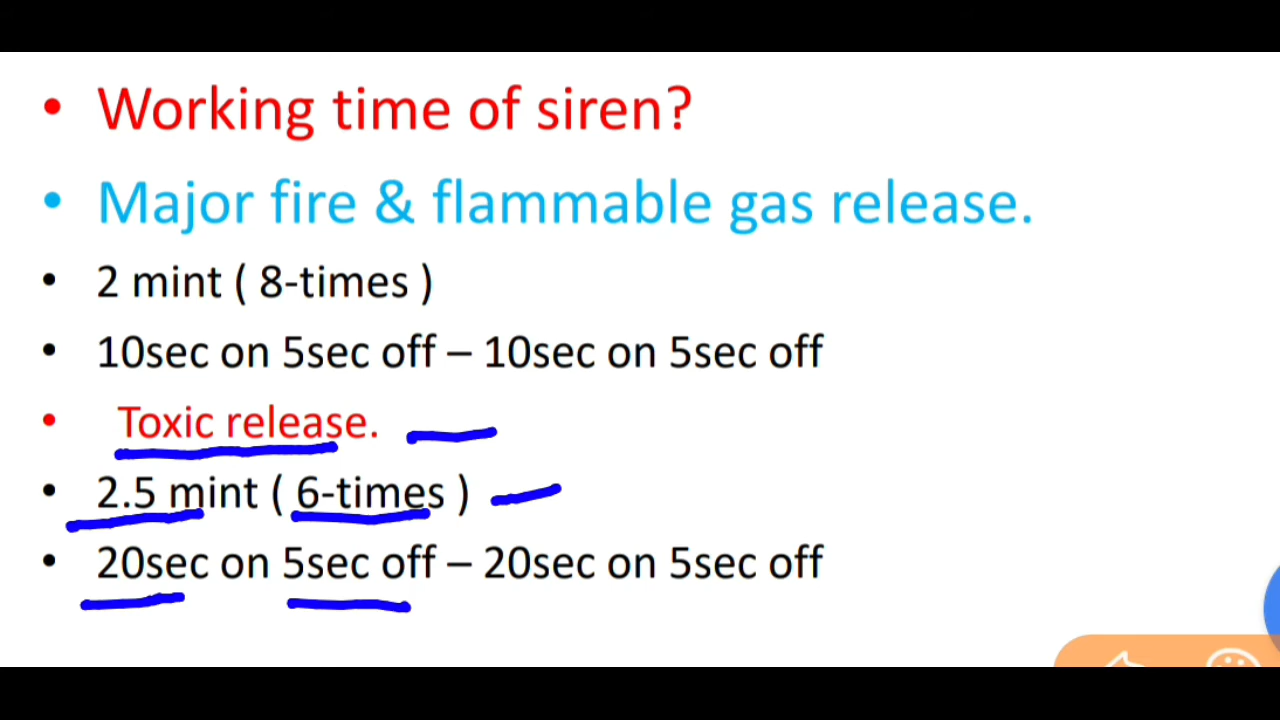 • Working time of siren?
• Major fire & flammable gas release.
• 2 mint ( 8-times )
• 10sec on 5sec off – 10sec on 5sec off
• Toxic release.
• 2.5 mint ( 6-times )
• 20sec on 5sec off – 20sec on 5sec off